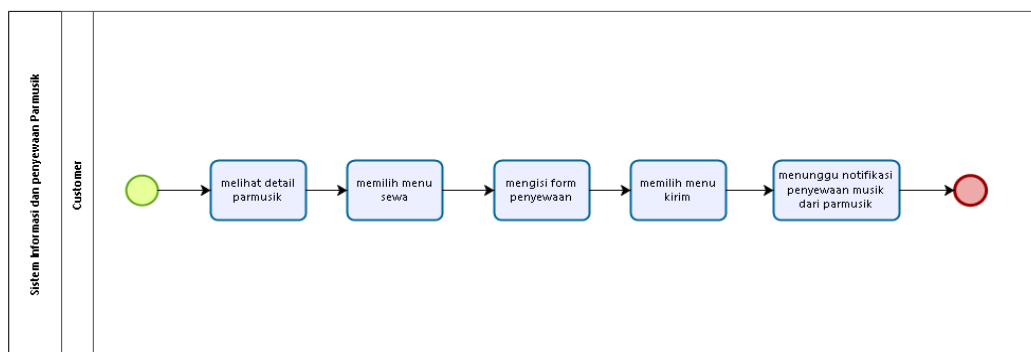 Sistem Informasi dan penyewaan Parmusik
Customer
melihat detail
parmusik
memilih menu
sewa
mengisi form
penyewaan
memilih menu
kirim
menunggu notifikasi
penyewaan musik
dari parmusik